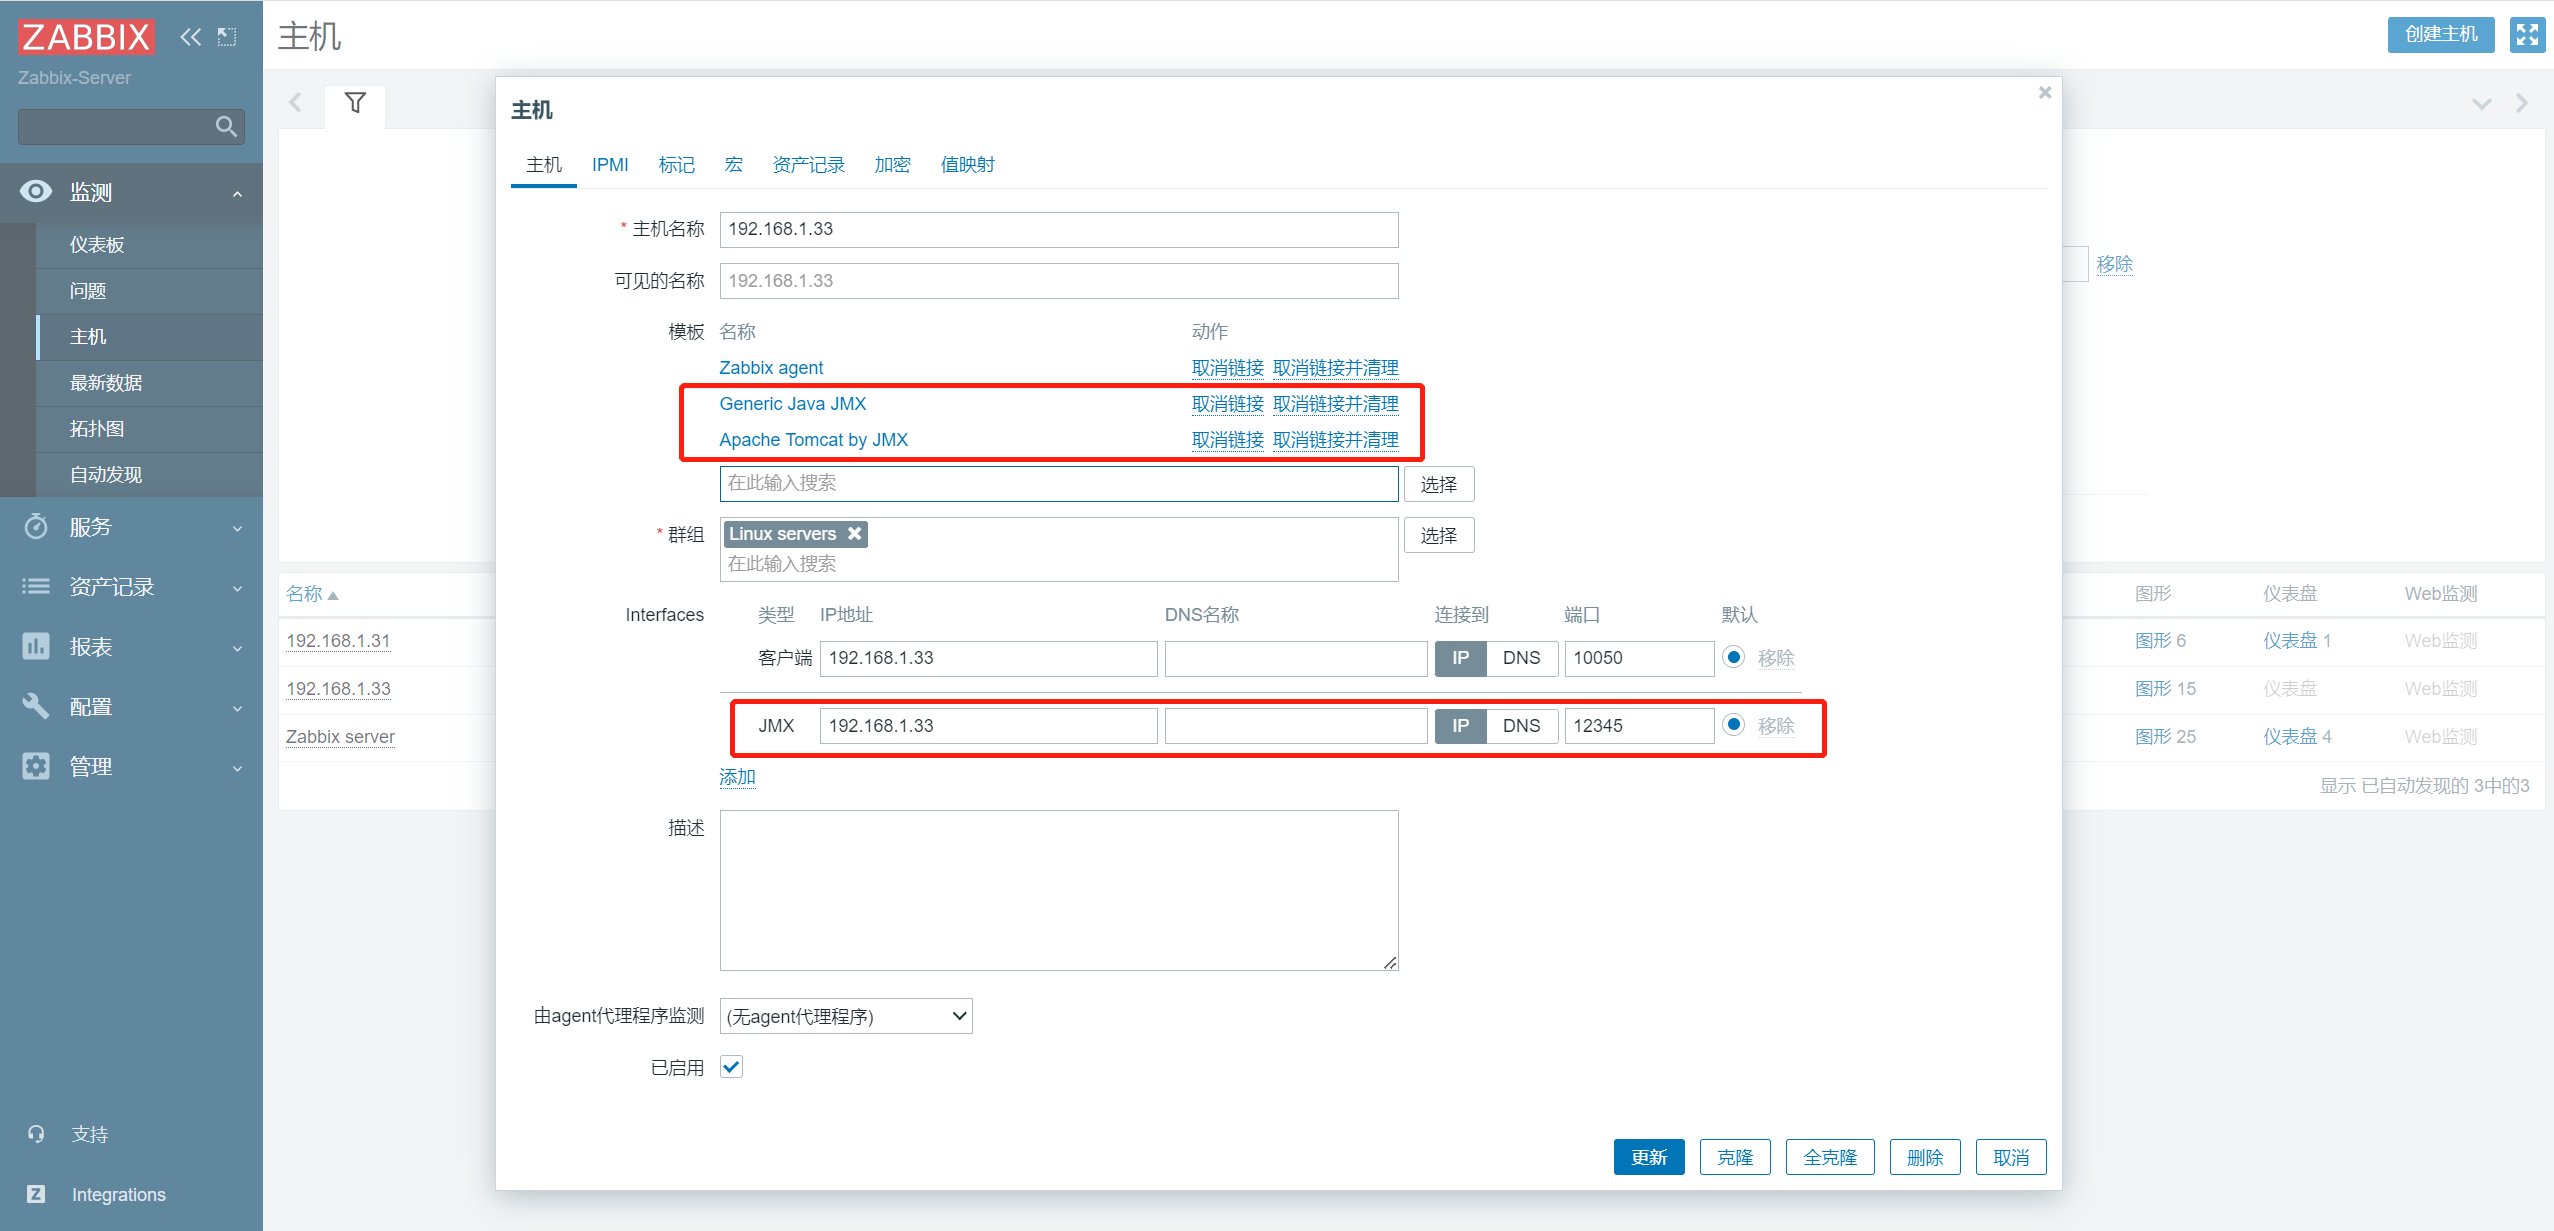 ZABBIX
Zabbix-Server
监测
仪表板
问题
主机
最新数据
拓扑图
自动发现
服务
资产记录
报表
配置
管理
支持
Integrations
主机
创建主机
移除
名称
图形 仪表盘 Web监测
192.168.1.31 图形 6 仪表盘 1 Web监测
192.168.1.33 图形 15 仪表盘 Web监测
Zabbix server 图形 25 仪表盘 4 Web监测
显示 已自动发现的 3中的3
主机
主机 IPMI 标记 宏 资产记录 加密 值映射
* 主机名称 192.168.1.33
可见的名称 192.168.1.33
模板 名称 动作
Zabbix agent 取消链接 取消链接并清理
Generic Java JMX 取消链接 取消链接并清理
Apache Tomcat by JMX 取消链接 取消链接并清理
在此输入搜索 选择
* 群组 Linux servers 选择
在此输入搜索
Interfaces 类型 IP地址 DNS名称 连接到 端口 默认
客户端 192.168.1.33 IP DNS 10050 移除
JMX 192.168.1.33 IP DNS 12345 移除
添加
描述
由agent代理程序监测 (无agent代理程序)
已启用
更新 克隆 全克隆 删除 取消